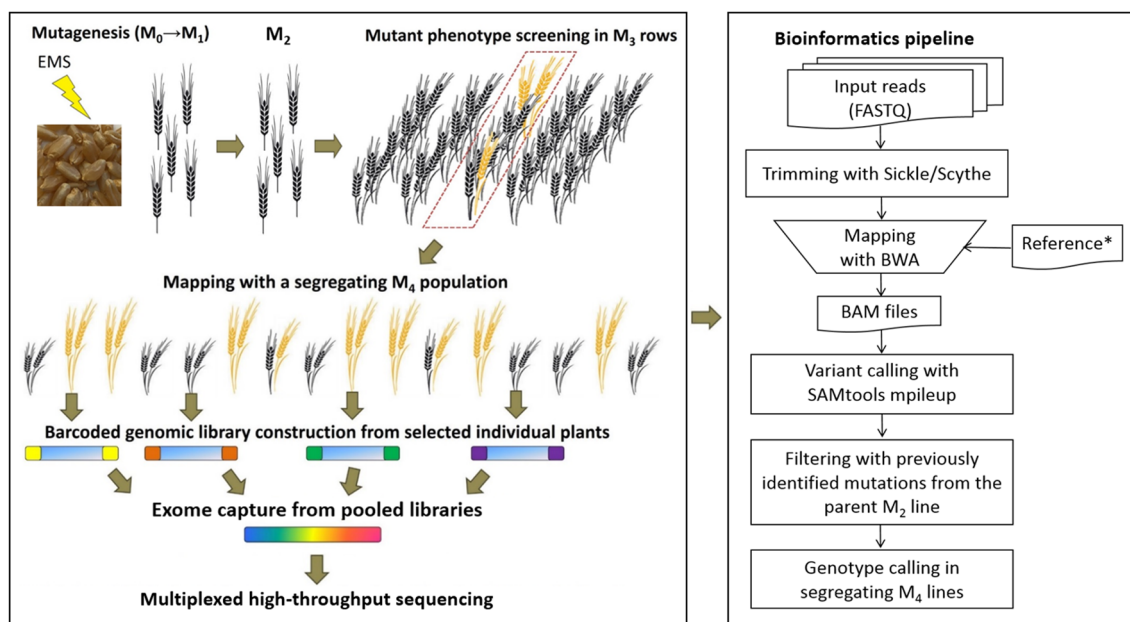 Mutagenesis (M₀→M₁)
M₂
Mutant phenotype screening in M₃ rows
EMS
Mapping with a segregating M₄ population
Barcoded genomic library construction from selected individual plants
Exome capture from pooled libraries
Multiplexed high-throughput sequencing
Bioinformatics pipeline
Input reads
(FASTQ)
Trimming with Sickle/Scythe
Mapping
with BWA
Reference*
BAM files
Variant calling with
SAMtools mpileup
Filtering with previously
identified mutations from the
parent M₂ line
Genotype calling in
segregating M₄ lines